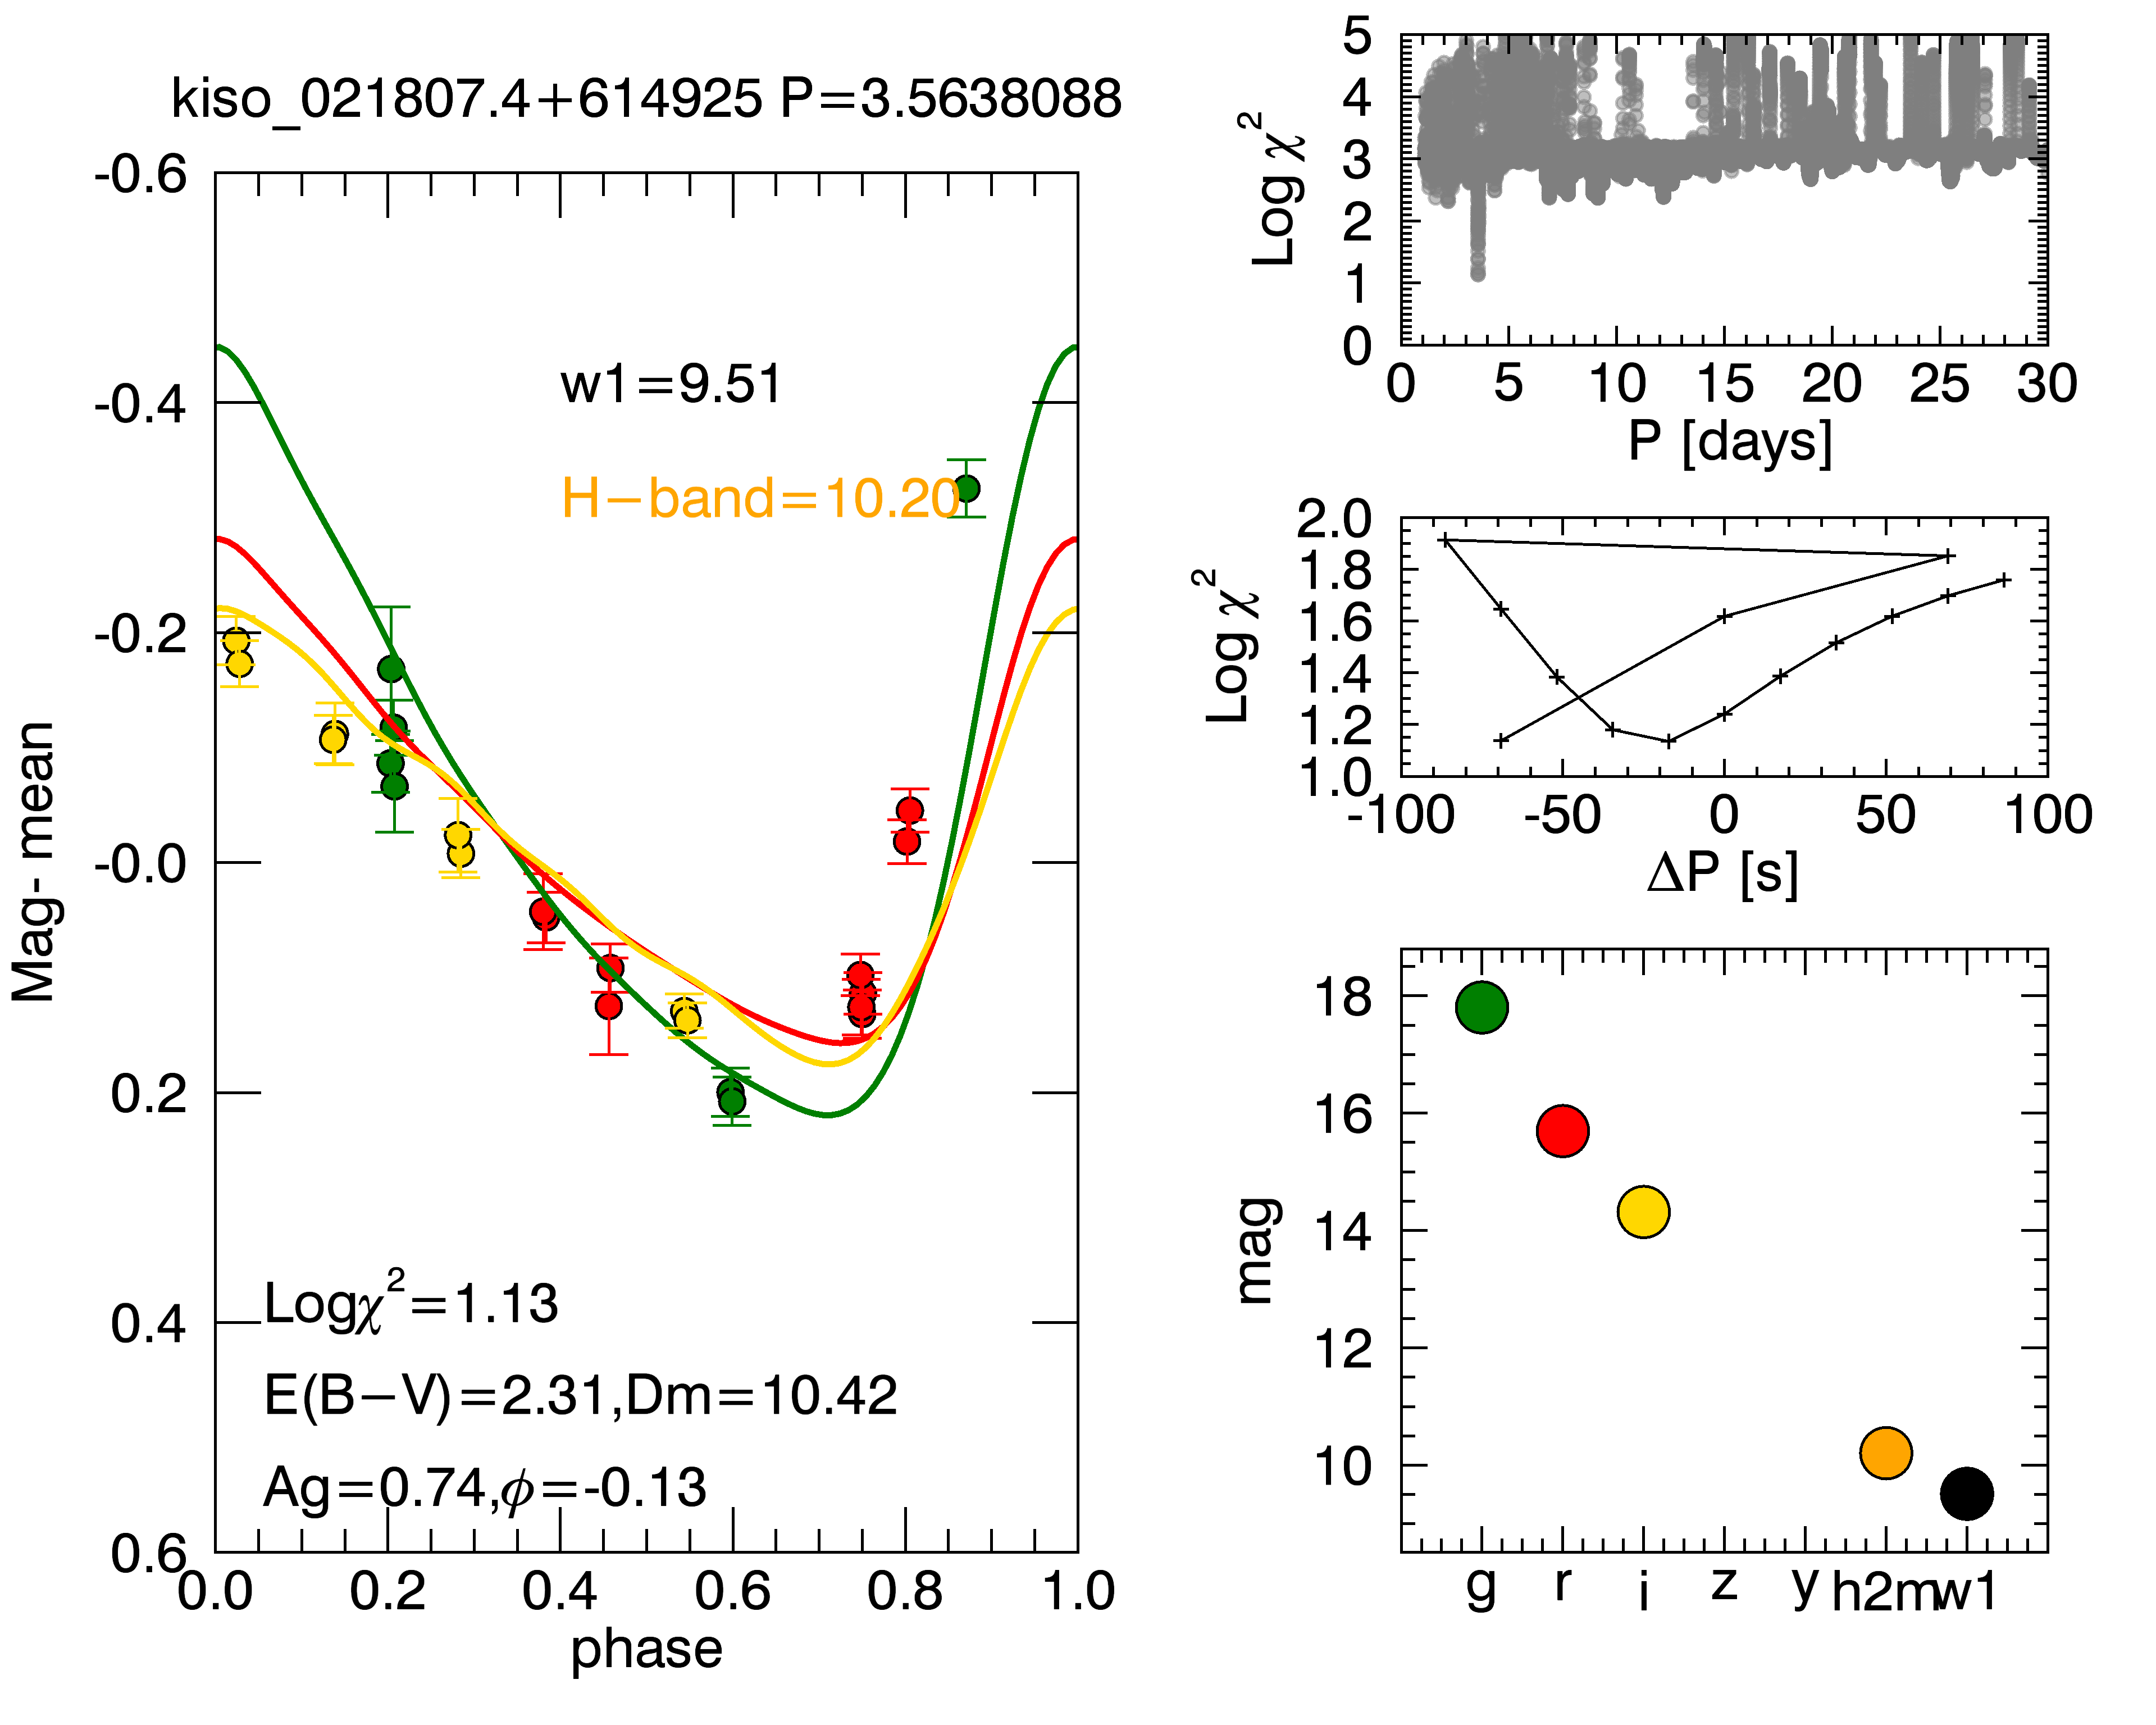 kiso_021807.4+614925 P=3.5638088
-0.6
-0.4
-0.2
-0.0
0.2
0.4
0.6
Mag- mean
w1=9.51
H−band=10.20
Logχ²=1.13
E(B−V)=2.31,Dm=10.42
Ag=0.74,ϕ=-0.13
0.0 0.2 0.4 0.6 0.8 1.0
phase
5
4
3
2
1
0
Log χ²
0 5 10 15 20 25 30
P [days]
2.0
1.8
1.6
1.4
1.2
1.0
Log χ²
-100 -50 0 50 100
ΔP [s]
18
16
14
12
10
mag
g r i z y h2m w1